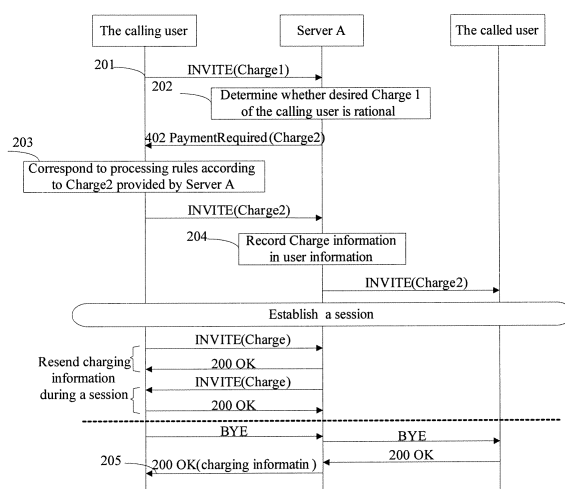 The calling user
Server A
The called user
201
INVITE(Charge1)
202
Determine whether desired Charge 1
of the calling user is rational
402 PaymentRequired(Charge2)
203
Correspond to processing rules according
to Charge2 provided by Server A
INVITE(Charge2)
204
Record Charge information
in user information
INVITE(Charge2)
Establish a session
INVITE(Charge)
200 OK
Resend charging
information
during a session
INVITE(Charge)
200 OK
BYE
BYE
200 OK
205
200 OK(charging informatin )